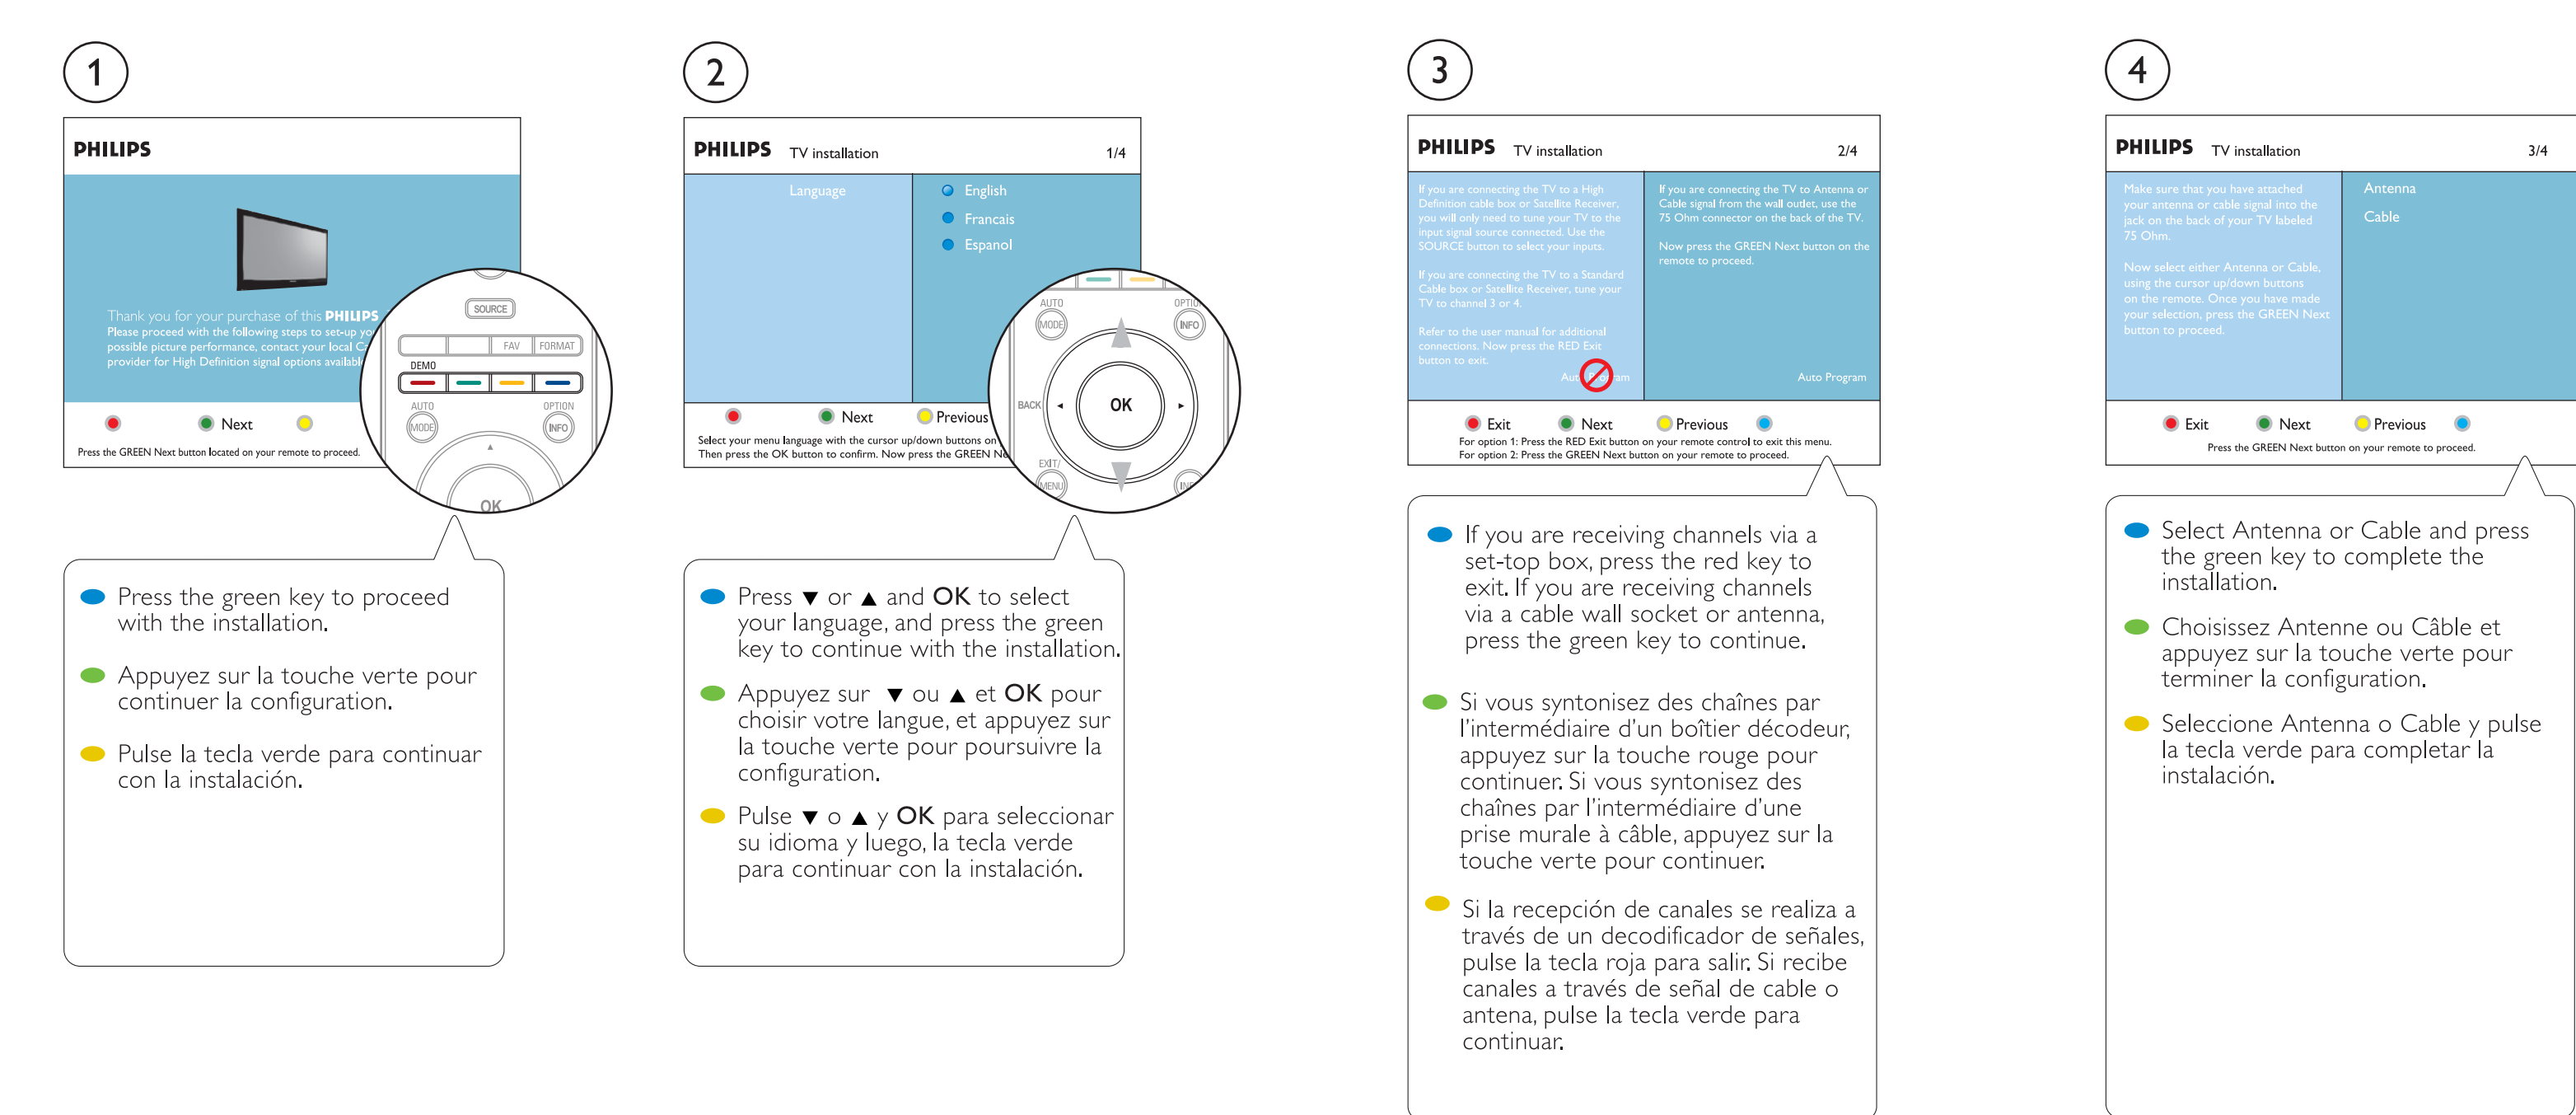 1
PHILIPS
Thank you for your purchase of this PHILIPS
Please proceed with the following steps to set-up
possible picture performance, contact your local
provider for High Definition signal options
Next
Press the GREEN Next button located on your remote to proceed.
SOURCE
FAV FORMAT
DEMO
AUTO OPTION
MODE INFO
OK
Press the green key to proceed
with the installation.
Appuyez sur la touche verte pour
continuer la configuration.
Pulse la tecla verde para continuar
con la instalación.
2
PHILIPS TV installation 1/4
Language
English
Francais
Espanol
Next Previous
Select your menu language with the cursor up/down buttons on
Then press the OK button to confirm. Now press the GREEN
AUTO
MODE INFO
BACK ◂ OK ▸
EXIT/
MENU
Press ▼ or ▲ and OK to select
your language, and press the green
key to continue with the installation.
Appuyez sur ▼ ou ▲ et OK pour
choisir votre langue, et appuyez sur
la touche verte pour poursuivre la
configuration.
Pulse ▼ o ▲ y OK para seleccionar
su idioma y luego, la tecla verde
para continuar con la instalación.
3
PHILIPS TV installation 2/4
If you are connecting the TV to a High
Definition cable box or Satellite Receiver,
you will only need to tune your TV to the
input signal source connected. Use the
SOURCE button to select your inputs.
If you are connecting the TV to a Standard
Cable box or Satellite Receiver, tune your
TV to channel 3 or 4.
Refer to the user manual for additional
connections. Now press the RED Exit
button to exit.
Auto Program
If you are connecting the TV to Antenna or
Cable signal from the wall outlet, use the
75 Ohm connector on the back of the TV.
Now press the GREEN Next button on the
remote to proceed.
Auto Program
Exit Next Previous
For option 1: Press the RED Exit button on your remote control to exit this menu.
For option 2: Press the GREEN Next button on your remote to proceed.
If you are receiving channels via a
set-top box, press the red key to
exit. If you are receiving channels
via a cable wall socket or antenna,
press the green key to continue.
Si vous syntonisez des chaînes par
l'intermédiaire d'un boîtier décodeur,
appuyez sur la touche rouge pour
continuer. Si vous syntonisez des
chaînes par l'intermédiaire d'une
prise murale à câble, appuyez sur la
touche verte pour continuer.
Si la recepción de canales se realiza a
través de un decodificador de señales,
pulse la tecla roja para salir. Si recibe
canales a través de señal de cable o
antena, pulse la tecla verde para
continuar.
4
PHILIPS TV installation 3/4
Make sure that you have attached
your antenna or cable signal into the
jack on the back of your TV labeled
75 Ohm.
Now select either Antenna or Cable,
using the cursor up/down buttons
on the remote. Once you have made
your selection, press the GREEN Next
button to proceed.
Antenna
Cable
Exit Next Previous
Press the GREEN Next button on your remote to proceed.
Select Antenna or Cable and press
the green key to complete the
installation.
Choisissez Antenne ou Câble et
appuyez sur la touche verte pour
terminer la configuration.
Seleccione Antenna o Cable y pulse
la tecla verde para completar la
instalación.